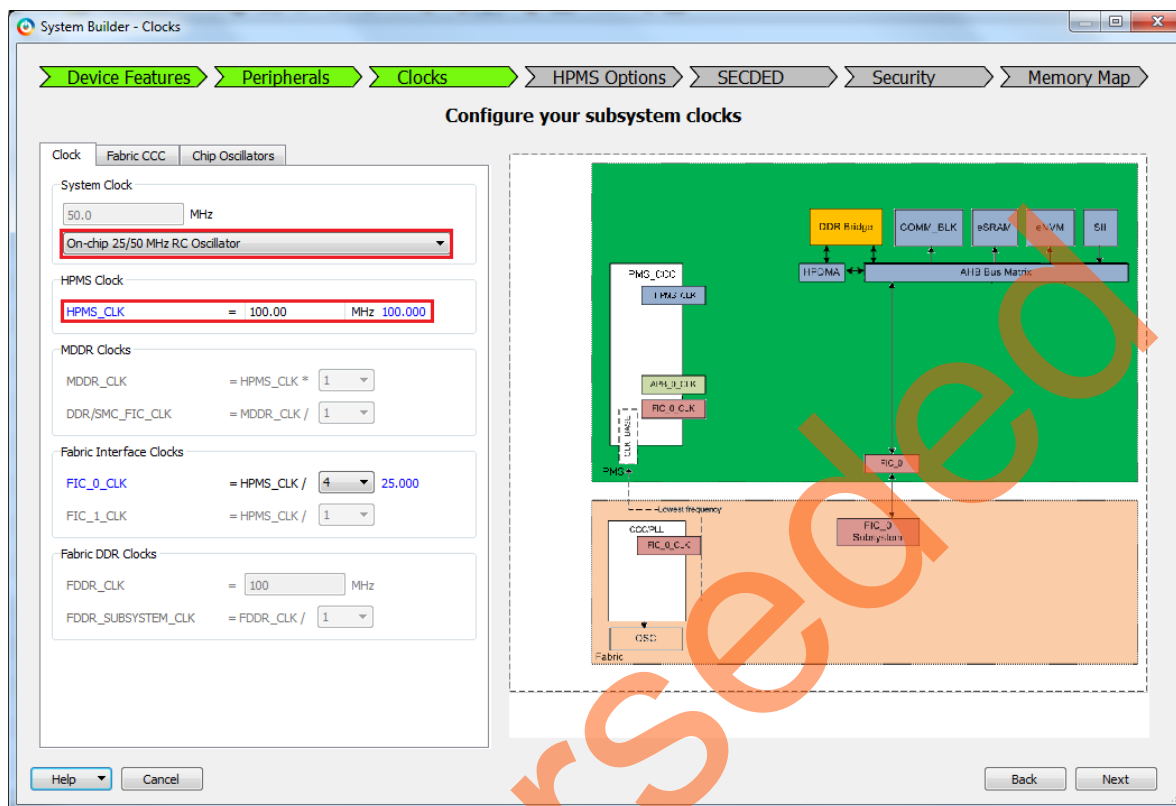 System Builder - Clocks
Device Features
Peripherals
Clocks
HPMS Options
SECDED
Security
Memory Map
Configure your subsystem clocks
Clock
Fabric CCC
Chip Oscillators
System Clock
50.0 MHz
On-chip 25/50 MHz RC Oscillator
HPMS Clock
HPMS_CLK = 100.00 MHz 100.000
MDDR Clocks
MDDR_CLK = HPMS_CLK * 1
DDR/SMC_FIC_CLK = MDDR_CLK / 1
Fabric Interface Clocks
FIC_0_CLK = HPMS_CLK / 4 25.000
FIC_1_CLK = HPMS_CLK / 1
Fabric DDR Clocks
FDDR_CLK = 100 MHz
FDDR_SUBSYSTEM_CLK = FDDR_CLK / 1
DDR Bridge
COMM_BLK
eSRAM
eNVM
SII
HPDMA
AHB Bus Matrix
HPMS_CLK
APB_0_CLK
FIC_0_CLK
CLK_BASE
FIC_0
Lowest frequency
CCC/PLL
FIC_0_CLK
FIC_0
Subsystem
OSC
Fabric
rseded
Help
Cancel
Back
Next